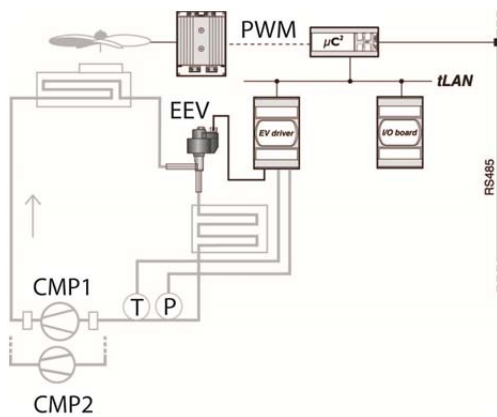 PWM
µC²
tLAN
EEV
EV driver
I/O board
RS485
CMP1
T
P
CMP2